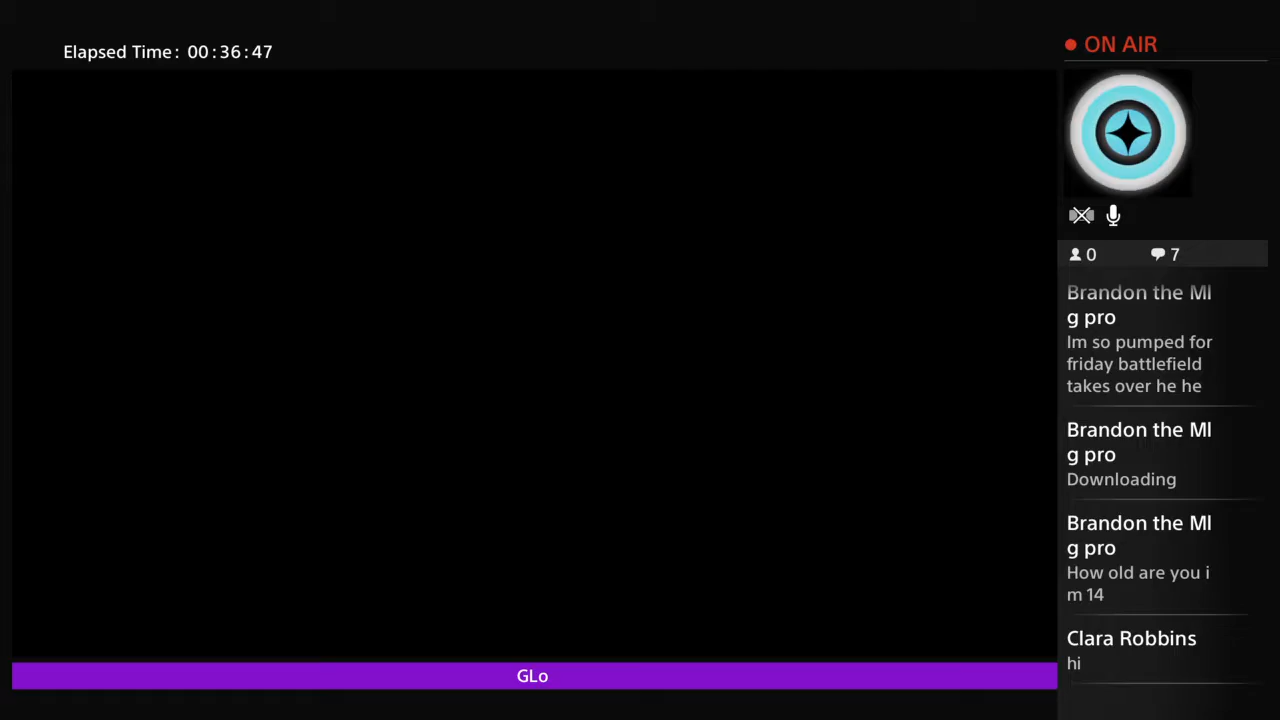 Elapsed Time: 00:36:47
ON AIR
0 7
Brandon the Ml
g pro
Im so pumped for
friday battlefield
takes over he he
Brandon the Ml
g pro
Downloading
Brandon the Ml
g pro
How old are you i
m 14
Clara Robbins
hi
GLo